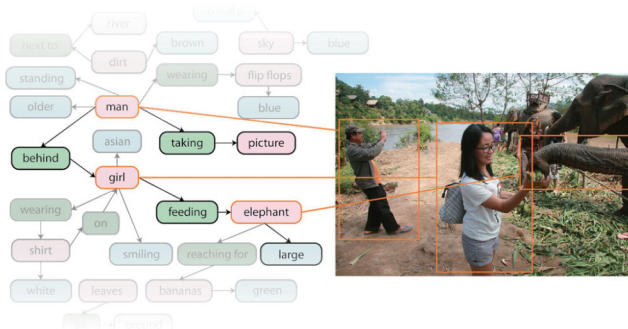 river
next to
dirt
brown
sky
blue
standing
wearing
flip flops
older
man
blue
asian
taking
picture
behind
girl
wearing
on
feeding
elephant
shirt
smiling
reaching for
large
white
leaves
bananas
green